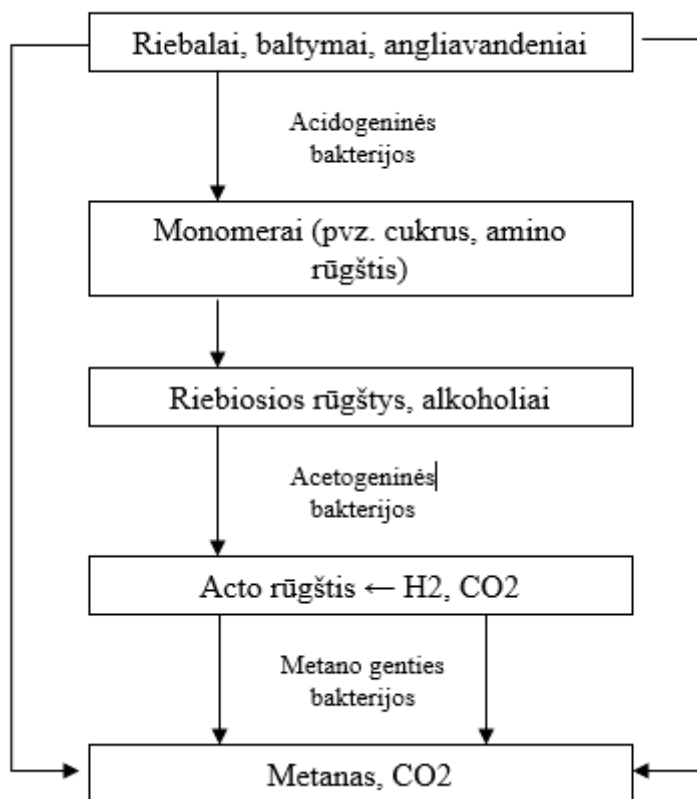 Riebalai, baltymai, angliavandeniai
Acidogeninės
bakterijos
Monomerai (pvz. cukrus, amino
rūgštis)
Riebiosios rūgštys, alkoholiai
Acetogeninės
bakterijos
Acto rūgštis ← H2, CO2
Metano genties
bakterijos
Metanas, CO2